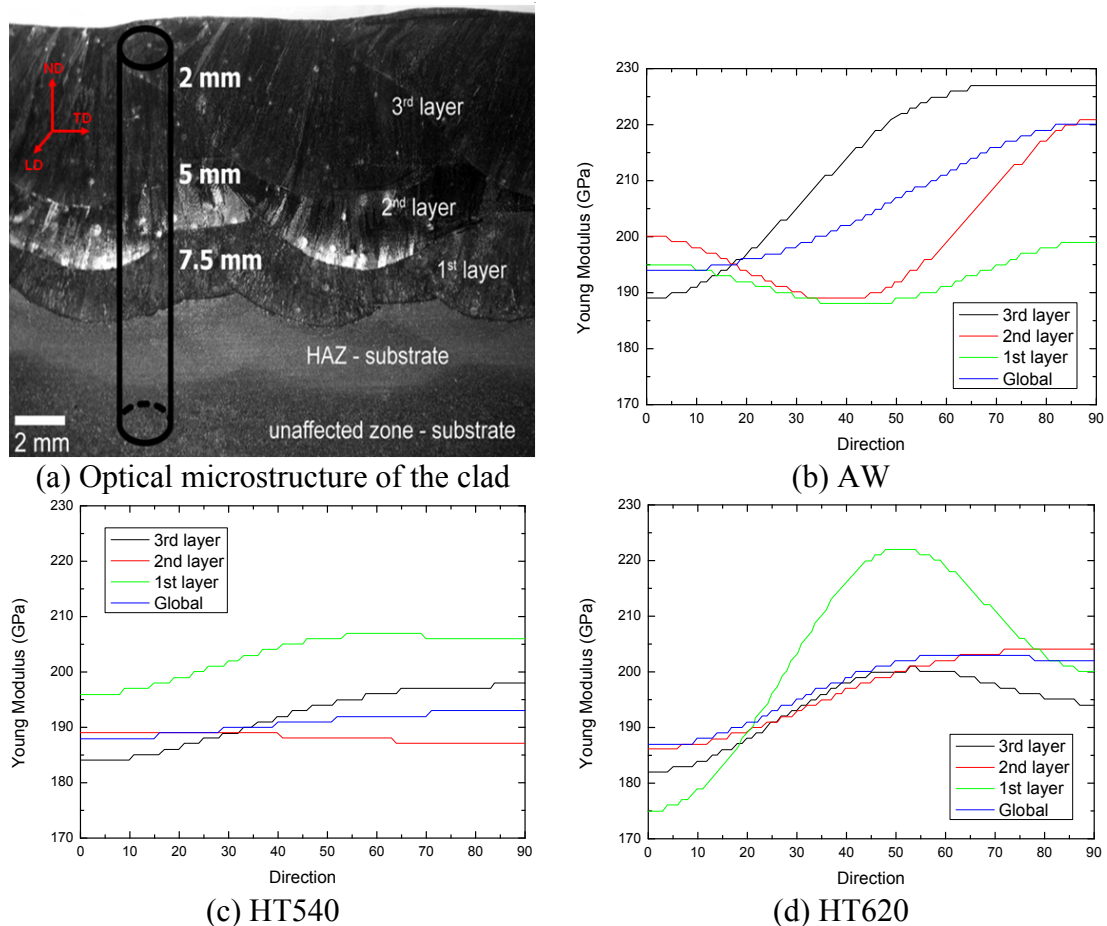 ND
TD
LD
2 mm
3rd layer
5 mm
2nd layer
7.5 mm
1st layer
HAZ - substrate
2 mm
unaffected zone - substrate
(a) Optical microstructure of the clad
230
220
210
200
190
180
170
Young Modulus (GPa)
3rd layer
2nd layer
1st layer
Global
0 10 20 30 40 50 60 70 80 90
Direction
(b) AW
230
220
210
200
190
180
170
Young Modulus (GPa)
3rd layer
2nd layer
1st layer
Global
0 10 20 30 40 50 60 70 80 90
Direction
(c) HT540
230
220
210
200
190
180
170
Young Modulus (GPa)
3rd layer
2nd layer
1st layer
Global
0 10 20 30 40 50 60 70 80 90
Direction
(d) HT620